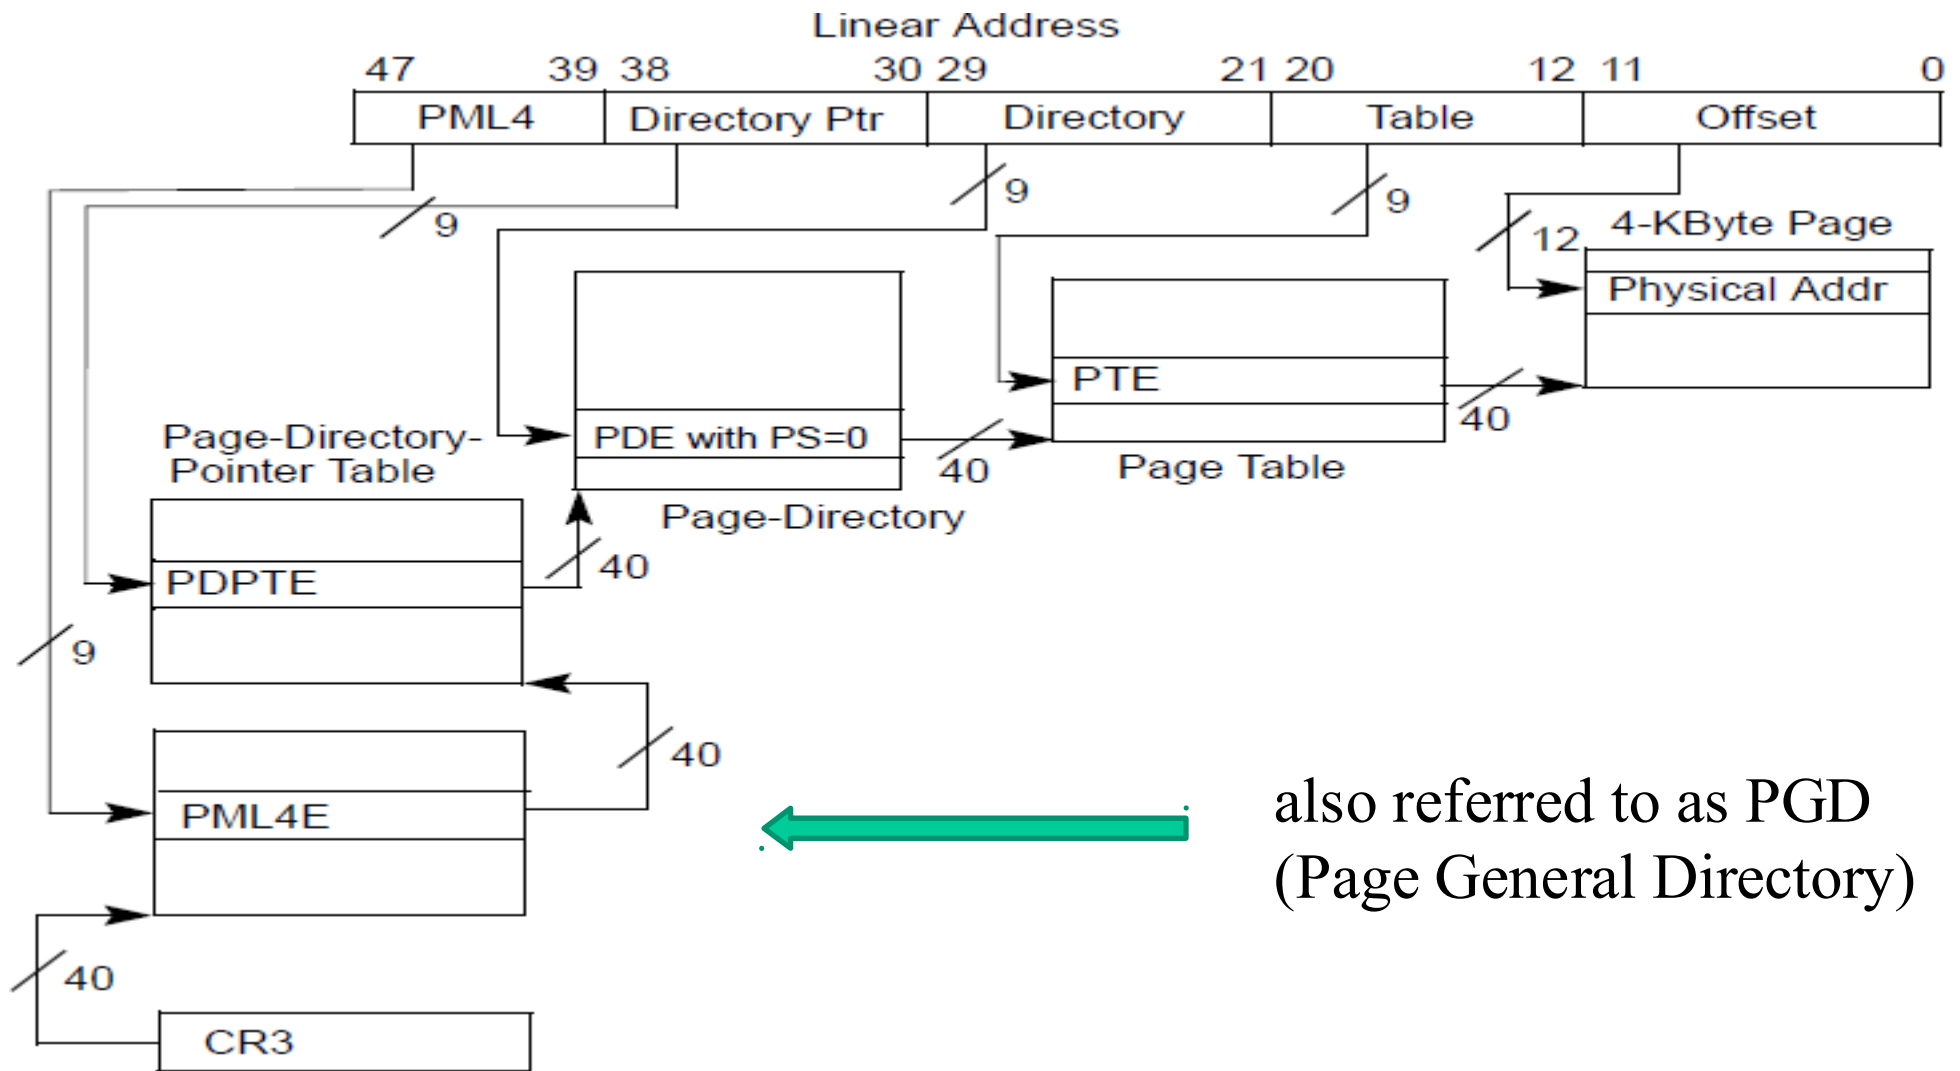 Linear Address
47 39 38 30 29 21 20 12 11 0
PML4 Directory Ptr Directory Table Offset
9
9
9
12
4-KByte Page
Physical Addr
PTE
40
Page Table
PDE with PS=0
40
Page-Directory
Page-Directory-
Pointer Table
PDPTE
40
9
PML4E
40
also referred to as PGD
(Page General Directory)
40
CR3